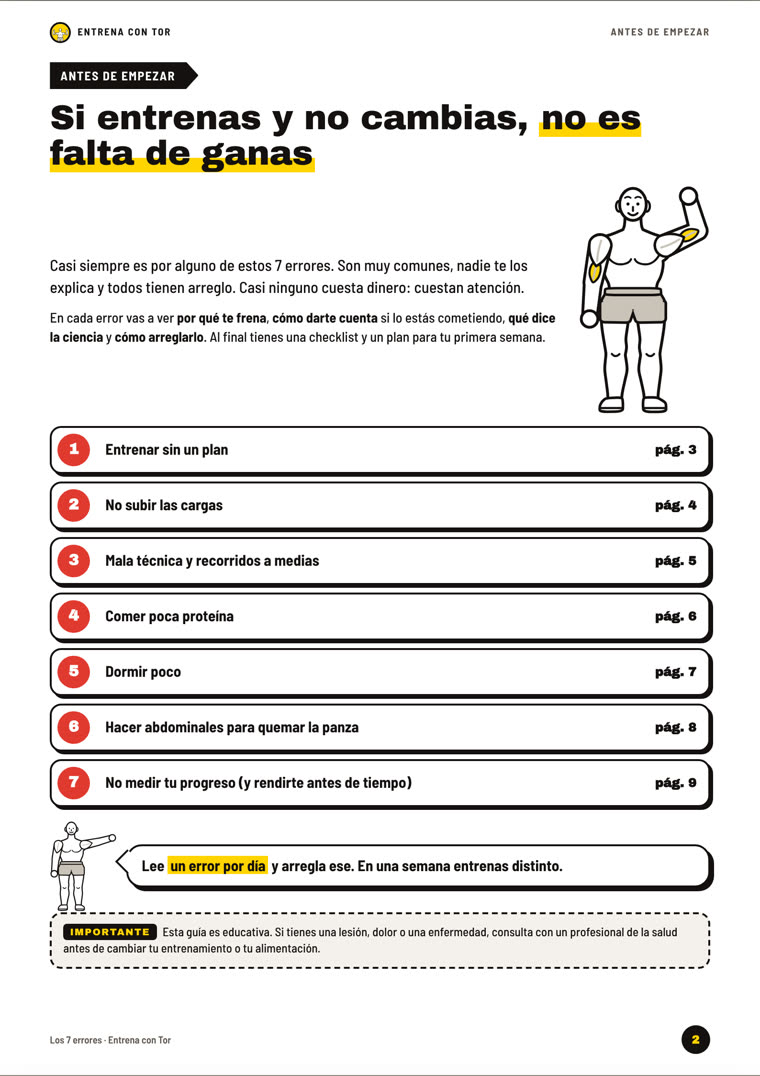 ENTRENA CON TOR
ANTES DE EMPEZAR
ANTES DE EMPEZAR
Si entrenas y no cambias, no es
falta de ganas
Casi siempre es por alguno de estos 7 errores. Son muy comunes, nadie te los
explica y todos tienen arreglo. Casi ninguno cuesta dinero: cuestan atención.
En cada error vas a ver por qué te frena, cómo darte cuenta si lo estás cometiendo, qué dice
la ciencia y cómo arreglarlo. Al final tienes una checklist y un plan para tu primera semana.
1 Entrenar sin un plan pág. 3
2 No subir las cargas pág. 4
3 Mala técnica y recorridos a medias pág. 5
4 Comer poca proteína pág. 6
5 Dormir poco pág. 7
6 Hacer abdominales para quemar la panza pág. 8
7 No medir tu progreso (y rendirte antes de tiempo) pág. 9
Lee un error por día y arregla ese. En una semana entrenas distinto.
IMPORTANTE Esta guía es educativa. Si tienes una lesión, dolor o una enfermedad, consulta con un profesional de la salud
antes de cambiar tu entrenamiento o tu alimentación.
Los 7 errores · Entrena con Tor
2